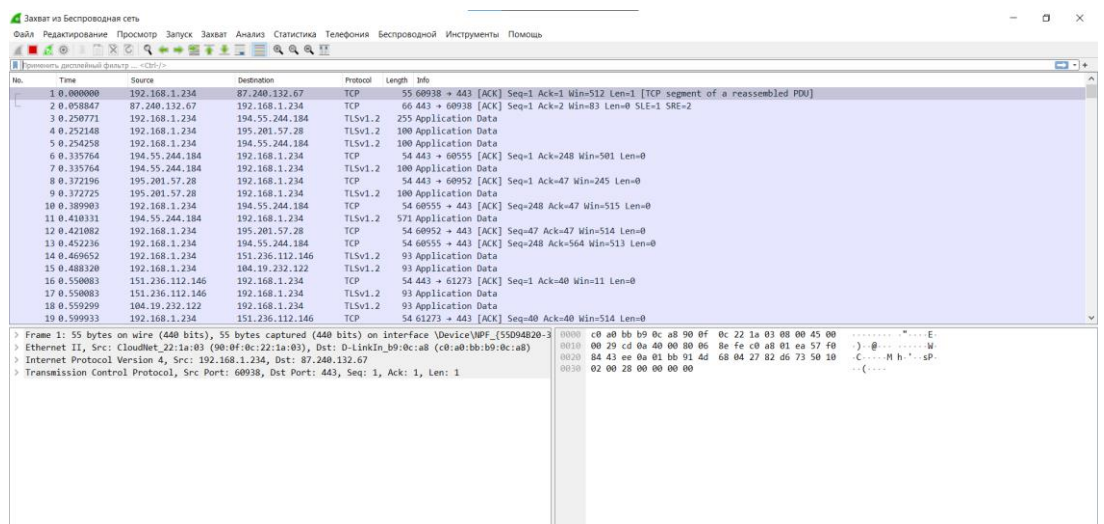 Захват из Беспроводная сеть
Файл Редактирование Просмотр Запуск Захват Анализ Статистика Телефония Беспроводной Инструменты Помощь
Применить дисплейный фильтр ... <Ctrl-/>
No. Time Source Destination Protocol Length Info
1 0.000000 192.168.1.234 87.240.132.67 TCP 55 60938 → 443 [ACK] Seq=1 Ack=1 Win=512 Len=1 [TCP segment of a reassembled PDU]
2 0.058847 87.240.132.67 192.168.1.234 TCP 66 443 → 60938 [ACK] Seq=1 Ack=2 Win=83 Len=0 SLE=1 SRE=2
3 0.250771 192.168.1.234 194.55.244.184 TLSv1.2 255 Application Data
4 0.252148 192.168.1.234 195.201.57.28 TLSv1.2 100 Application Data
5 0.254258 192.168.1.234 194.55.244.184 TLSv1.2 100 Application Data
6 0.335764 194.55.244.184 192.168.1.234 TCP 54 443 → 60555 [ACK] Seq=1 Ack=248 Win=501 Len=0
7 0.335764 194.55.244.184 192.168.1.234 TLSv1.2 100 Application Data
8 0.372196 195.201.57.28 192.168.1.234 TCP 54 443 → 60952 [ACK] Seq=1 Ack=47 Win=245 Len=0
9 0.372725 195.201.57.28 192.168.1.234 TLSv1.2 100 Application Data
10 0.389903 192.168.1.234 194.55.244.184 TCP 54 60555 → 443 [ACK] Seq=248 Ack=47 Win=515 Len=0
11 0.410331 194.55.244.184 192.168.1.234 TLSv1.2 571 Application Data
12 0.421082 192.168.1.234 195.201.57.28 TCP 54 60952 → 443 [ACK] Seq=47 Ack=47 Win=514 Len=0
13 0.452236 192.168.1.234 194.55.244.184 TCP 54 60555 → 443 [ACK] Seq=248 Ack=564 Win=513 Len=0
14 0.469652 192.168.1.234 151.236.112.146 TLSv1.2 93 Application Data
15 0.488320 192.168.1.234 104.19.232.122 TLSv1.2 93 Application Data
16 0.550083 151.236.112.146 192.168.1.234 TCP 54 443 → 61273 [ACK] Seq=1 Ack=40 Win=11 Len=0
17 0.550083 151.236.112.146 192.168.1.234 TLSv1.2 93 Application Data
18 0.559299 104.19.232.122 192.168.1.234 TLSv1.2 93 Application Data
19 0.599933 192.168.1.234 151.236.112.146 TCP 54 61273 → 443 [ACK] Seq=40 Ack=40 Win=514 Len=0
> Frame 1: 55 bytes on wire (440 bits), 55 bytes captured (440 bits) on interface \Device\NPF_{55D94B20-3
> Ethernet II, Src: CloudNet_22:1a:03 (90:0f:0c:22:1a:03), Dst: D-LinkIn_b9:0c:a8 (c0:a0:bb:b9:0c:a8)
> Internet Protocol Version 4, Src: 192.168.1.234, Dst: 87.240.132.67
> Transmission Control Protocol, Src Port: 60938, Dst Port: 443, Seq: 1, Ack: 1, Len: 1
0000 c0 a0 bb b9 0c a8 90 0f 0c 22 1a 03 08 00 45 00 ········ ·"····E·
0010 00 29 cd 0a 40 00 80 06 8e fe c0 a8 01 ea 57 f0 ·)··@··· ······W·
0020 84 43 ee 0a 01 bb 91 4d 68 04 27 82 d6 73 50 10 ·C·····M h·'··sP·
0030 02 00 28 00 00 00 00 ··(····